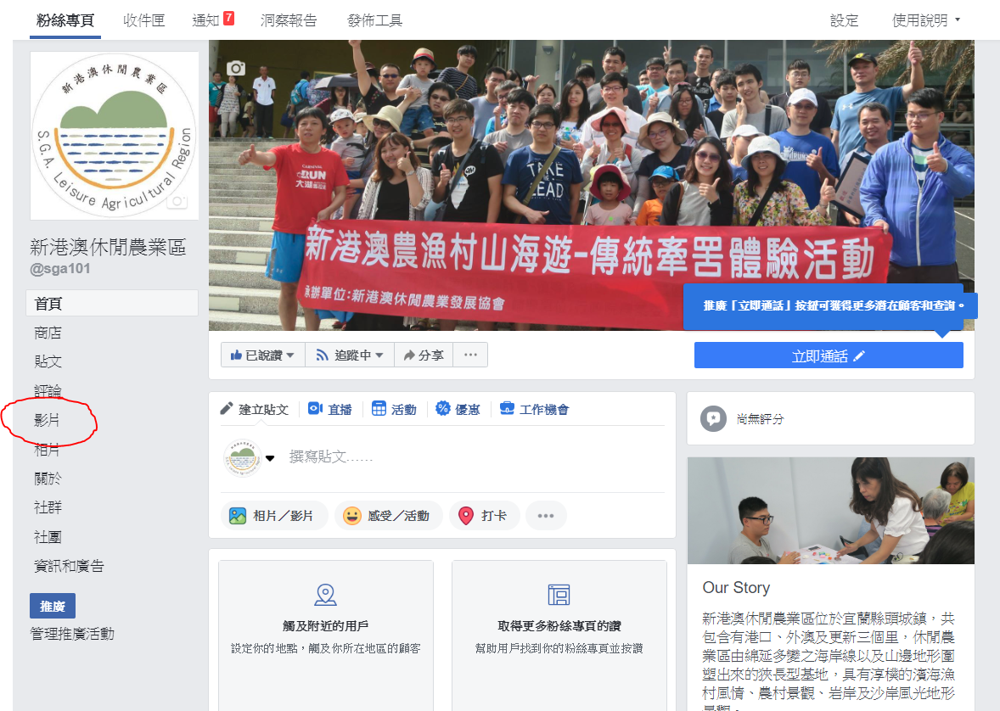 粉絲專頁 收件匣 通知 7 洞察報告 發佈工具 設定 使用說明
新港澳休閒農業區
S.G.A. Leisure Agricultural Region
新港澳休閒農業區
@sga101
首頁
商店
貼文
評論
影片
相片
關於
社群
社團
資訊和廣告
推廣
管理推廣活動
CARNIVAL
RUN
大湖
TAKE
THE
LEAD
新港澳農漁村山海遊-傳統牽罟體驗活動
承辦單位:新港澳休閒農業發展協會
推廣「立即通話」按鈕可獲得更多潛在顧客和查詢。
已說讚 追蹤中 分享 ...
立即通話
建立貼文 直播 活動 優惠 工作機會
撰寫貼文......
相片／影片 感受／活動 打卡
觸及附近的用戶
設定你的地點，觸及你所在地區的顧客
取得更多粉絲專頁的讚
幫助用戶找到你的粉絲專頁並按讚
尚無評分
Our Story
新港澳休閒農業區位於宜蘭縣頭城鎮，共
包含有港口、外澳及更新三個里，休閒農
業區由綿延多變之海岸線以及山邊地形圍
塑出來的狹長型基地，具有淳樸的濱海漁
村風情、農村景觀、岩岸及沙岸風光地形
景觀。